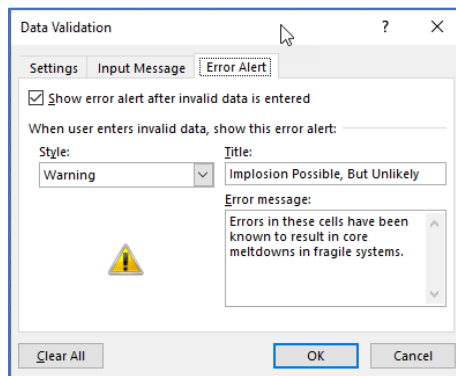 Data Validation
?
Settings
Input Message
Error Alert
Show error alert after invalid data is entered
When user enters invalid data, show this error alert:
Style:
Warning
Title:
Implosion Possible, But Unlikely
Error message:
Errors in these cells have been
known to result in core
meltdowns in fragile systems.
Clear All
OK
Cancel